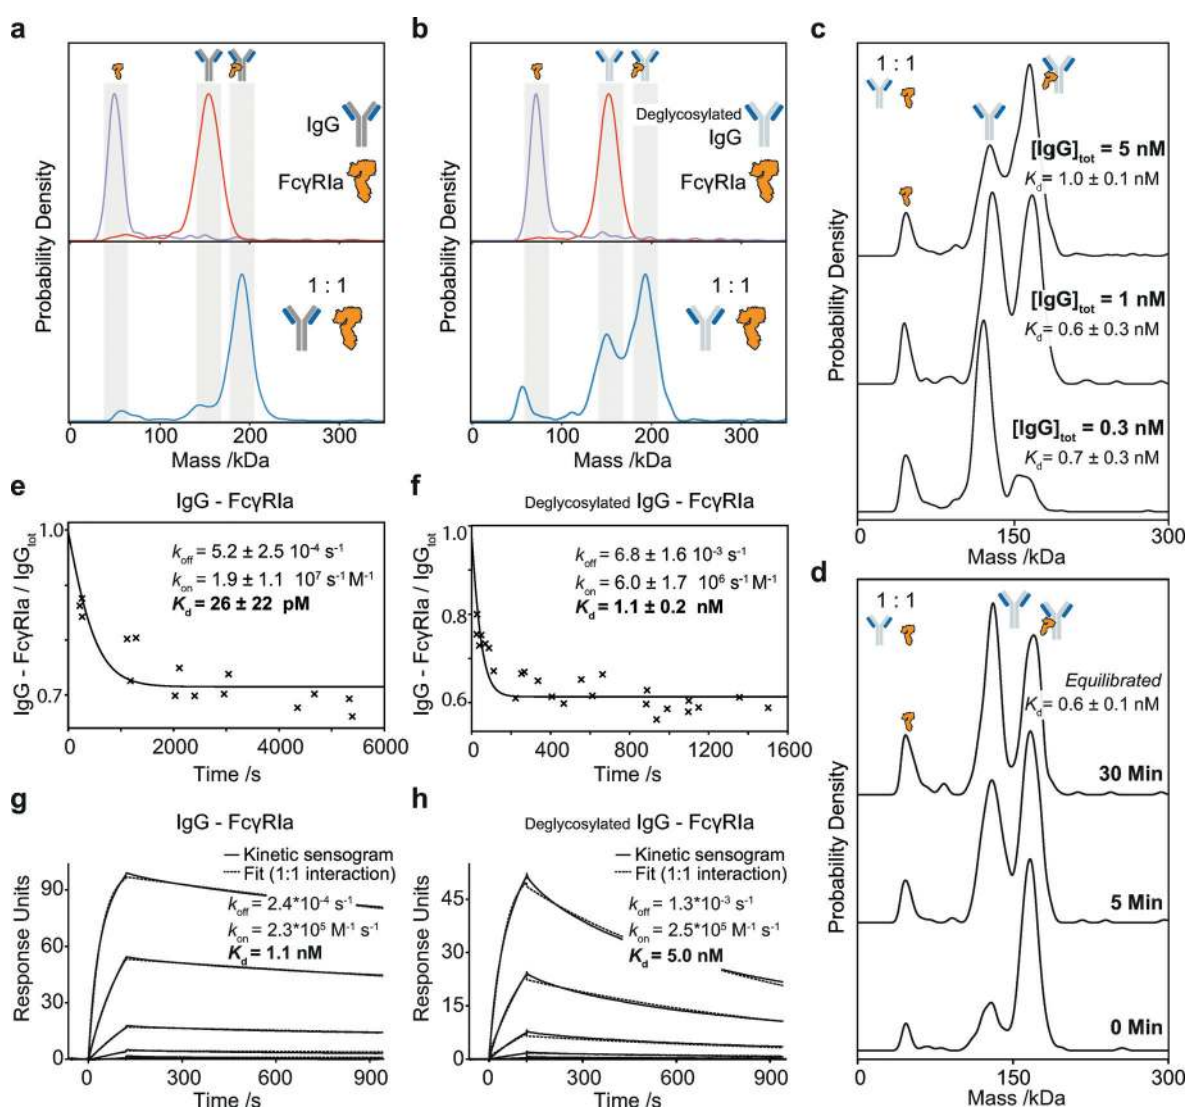 a
IgG
FcγRIa
Probability Density
1 : 1
Probability Density
0
100
200
300
Mass /kDa
b
Deglycosylated
IgG
FcγRIa
1 : 1
0
100
200
300
Mass /kDa
c
1 : 1
[IgG]tot = 5 nM
Kd= 1.0 ± 0.1 nM
[IgG]tot = 1 nM
Kd= 0.6 ± 0.3 nM
[IgG]tot = 0.3 nM
Kd= 0.7 ± 0.3 nM
Probability Density
0
150
300
Mass /kDa
d
1 : 1
Equilibrated
Kd= 0.6 ± 0.1 nM
30 Min
5 Min
0 Min
Probability Density
0
150
300
Mass /kDa
e
IgG - FcγRIa
koff = 5.2 ± 2.5 10-4 s-1
kon = 1.9 ± 1.1 107 s-1 M-1
Kd = 26 ± 22 pM
IgG - FcγRIa / IgGtot
1.0
0.7
0
2000
4000
6000
Time /s
f
Deglycosylated IgG - FcγRIa
koff = 6.8 ± 1.6 10-3 s-1
kon = 6.0 ± 1.7 106 s-1 M-1
Kd = 1.1 ± 0.2 nM
IgG - FcγRIa / IgGtot
1.0
0.8
0.6
0
400
800
1200
1600
Time /s
g
IgG - FcγRIa
Kinetic sensogram
Fit (1:1 interaction)
koff = 2.4*10-4 s-1
kon = 2.3*105 M-1 s-1
Kd = 1.1 nM
Response Units
90
60
30
0
0
300
600
900
Time /s
h
Deglycosylated IgG - FcγRIa
Kinetic sensogram
Fit (1:1 interaction)
koff = 1.3*10-3 s-1
kon = 2.5*105 M-1 s-1
Kd = 5.0 nM
Response Units
45
30
15
0
0
300
600
900
Time /s